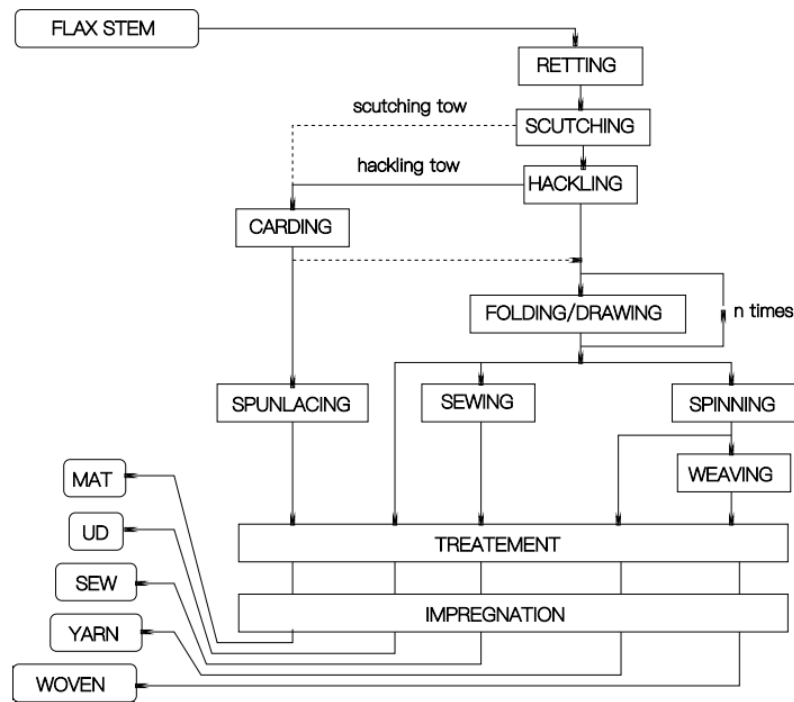 FLAX STEM
RETTING
scutching tow
SCUTCHING
hackling tow
HACKLING
CARDING
FOLDING/DRAWING
n times
SPUNLACING
SEWING
SPINNING
MAT
WEAVING
UD
TREATEMENT
SEW
IMPREGNATION
YARN
WOVEN